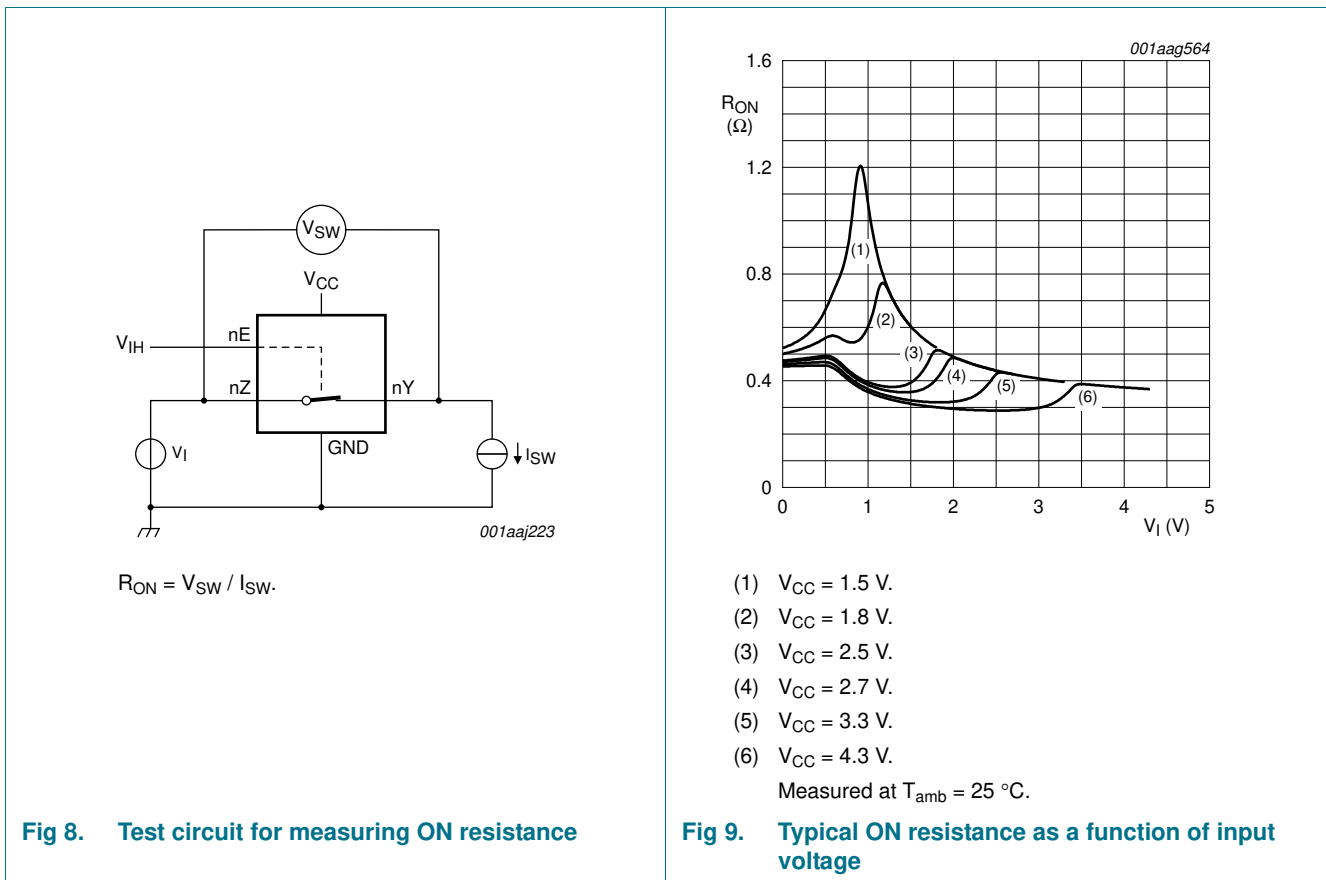 V_SW
V_CC
nE
V_IH
nZ
nY
GND
V_I
I_SW
001aaj223
R_ON = V_SW / I_SW.
Fig 8. Test circuit for measuring ON resistance
001aag564
1.6
R_ON
(Ω)
1.2
(1)
0.8
(2)
(3)
(4)
(5)
(6)
0.4
0
0 1 2 3 4 5
V_I (V)
(1) V_CC = 1.5 V.
(2) V_CC = 1.8 V.
(3) V_CC = 2.5 V.
(4) V_CC = 2.7 V.
(5) V_CC = 3.3 V.
(6) V_CC = 4.3 V.
Measured at T_amb = 25 °C.
Fig 9. Typical ON resistance as a function of input
voltage